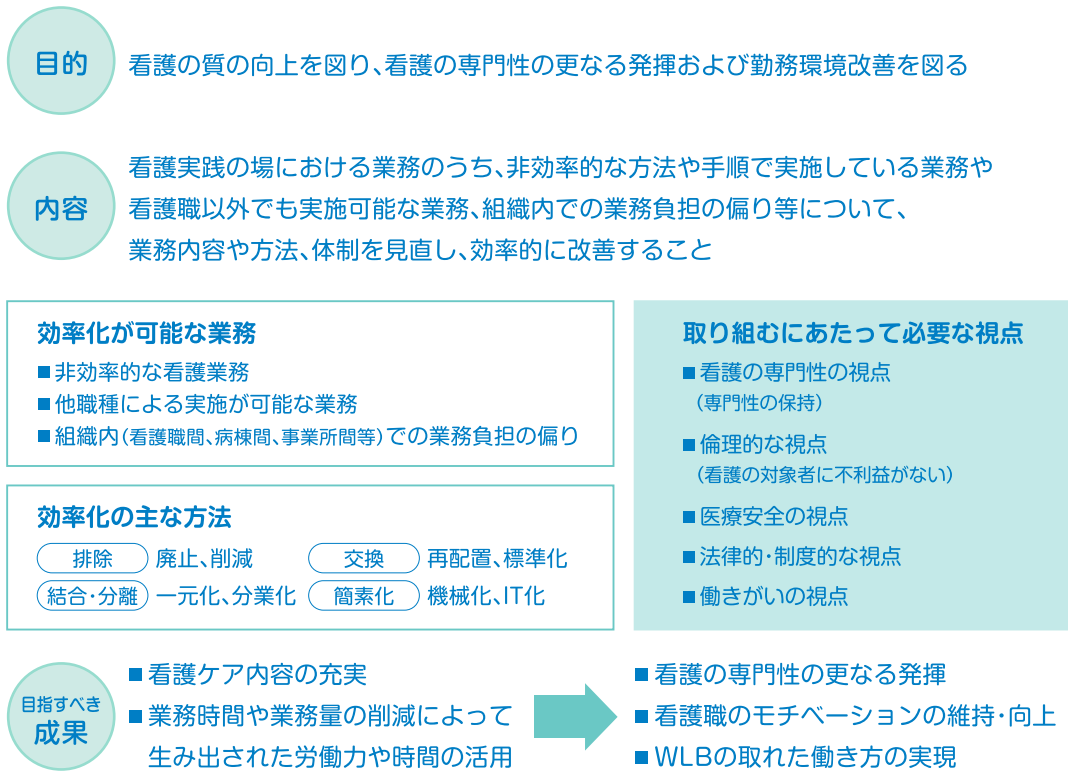 目的
看護の質の向上を図り、看護の専門性の更なる発揮および勤務環境改善を図る
内容
看護実践の場における業務のうち、非効率的な方法や手順で実施している業務や
看護職以外でも実施可能な業務、組織内での業務負担の偏り等について、
業務内容や方法、体制を見直し、効率的に改善すること
効率化が可能な業務
■非効率的な看護業務
■他職種による実施が可能な業務
■組織内(看護職間、病棟間、事業所間等)での業務負担の偏り
効率化の主な方法
排除 廃止、削減 交換 再配置、標準化
結合・分離 一元化、分業化 簡素化 機械化、IT化
取り組むにあたって必要な視点
■看護の専門性の視点
(専門性の保持)
■倫理的な視点
(看護の対象者に不利益がない)
■医療安全の視点
■法律的・制度的な視点
■働きがいの視点
目指すべき
成果
■看護ケア内容の充実
■業務時間や業務量の削減によって
生み出された労働力や時間の活用
■看護の専門性の更なる発揮
■看護職のモチベーションの維持・向上
■WLBの取れた働き方の実現